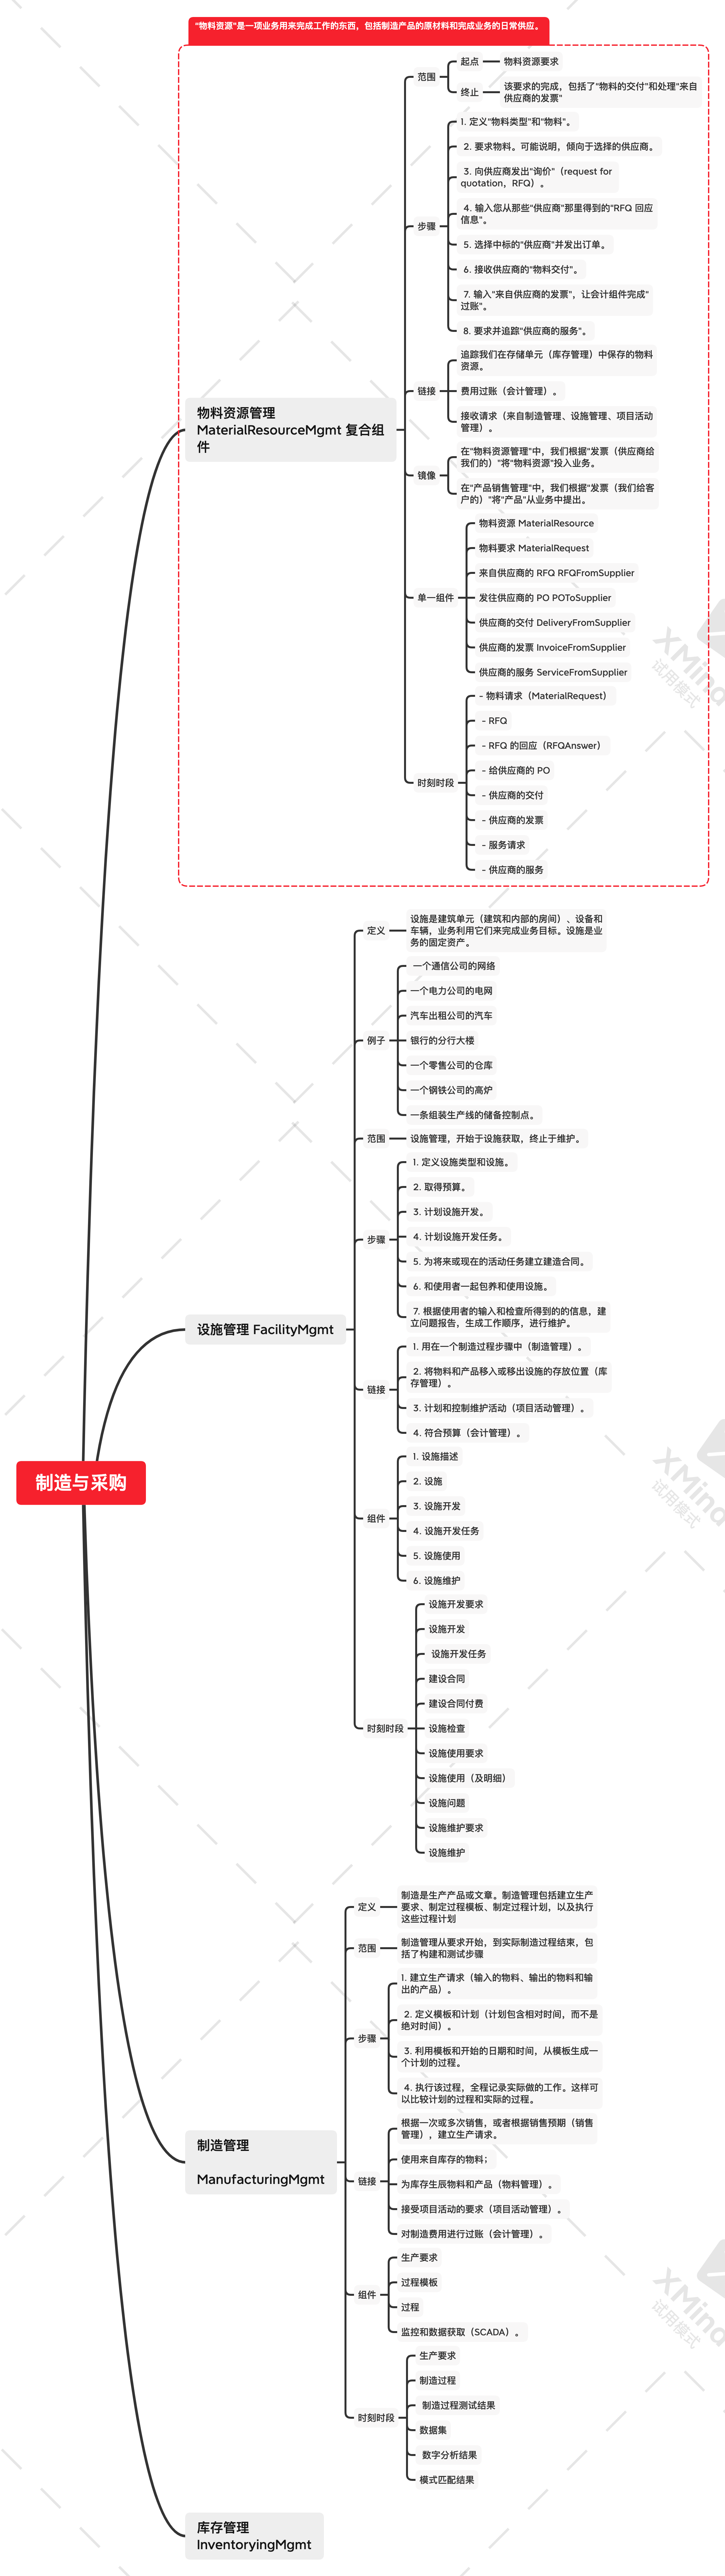 "物料资源"是一项业务用来完成工作的东西，包括制造产品的原材料和完成业务的日常供应。
制造与采购
物料资源管理
MaterialResourceMgmt 复合组
件
范围
起点
物料资源要求
终止
该要求的完成，包括了"物料的交付"和处理"来自
供应商的发票"
步骤
1. 定义"物料类型"和"物料"。
2. 要求物料。可能说明，倾向于选择的供应商。
3. 向供应商发出"询价"（request for
quotation，RFQ）。
4. 输入您从那些"供应商"那里得到的"RFQ 回应
信息"。
5. 选择中标的"供应商"并发出订单。
6. 接收供应商的"物料交付"。
7. 输入"来自供应商的发票"，让会计组件完成"
过账"。
8. 要求并追踪"供应商的服务"。
链接
追踪我们在存储单元（库存管理）中保存的物料
资源。
费用过账（会计管理）。
接收请求（来自制造管理、设施管理、项目活动
管理）。
镜像
在"物料资源管理"中，我们根据"发票（供应商给
我们的）"将"物料资源"投入业务。
在"产品销售管理"中，我们根据"发票（我们给客
户的）"将"产品"从业务中提出。
单一组件
物料资源 MaterialResource
物料要求 MaterialRequest
来自供应商的 RFQ RFQFromSupplier
发往供应商的 PO POToSupplier
供应商的交付 DeliveryFromSupplier
供应商的发票 InvoiceFromSupplier
供应商的服务 ServiceFromSupplier
时刻时段
- 物料请求（MaterialRequest）
- RFQ
- RFQ 的回应（RFQAnswer）
- 给供应商的 PO
- 供应商的交付
- 供应商的发票
- 服务请求
- 供应商的服务
设施管理 FacilityMgmt
定义
设施是建筑单元（建筑和内部的房间）、设备和
车辆，业务利用它们来完成业务目标。设施是业
务的固定资产。
例子
一个通信公司的网络
一个电力公司的电网
汽车出租公司的汽车
银行的分行大楼
一个零售公司的仓库
一个钢铁公司的高炉
一条组装生产线的储备控制点。
范围
设施管理，开始于设施获取，终止于维护。
步骤
1. 定义设施类型和设施。
2. 取得预算。
3. 计划设施开发。
4. 计划设施开发任务。
5. 为将来或现在的活动任务建立建造合同。
6. 和使用者一起包养和使用设施。
7. 根据使用者的输入和检查所得到的的信息，建
立问题报告，生成工作顺序，进行维护。
链接
1. 用在一个制造过程步骤中（制造管理）。
2. 将物料和产品移入或移出设施的存放位置（库
存管理）。
3. 计划和控制维护活动（项目活动管理）。
4. 符合预算（会计管理）。
组件
1. 设施描述
2. 设施
3. 设施开发
4. 设施开发任务
5. 设施使用
6. 设施维护
时刻时段
设施开发要求
设施开发
设施开发任务
建设合同
建设合同付费
设施检查
设施使用要求
设施使用（及明细）
设施问题
设施维护要求
设施维护
制造管理
ManufacturingMgmt
定义
制造是生产产品或文章。制造管理包括建立生产
要求、制定过程模板、制定过程计划，以及执行
这些过程计划
范围
制造管理从要求开始，到实际制造过程结束，包
括了构建和测试步骤
步骤
1. 建立生产请求（输入的物料、输出的物料和输
出的产品）。
2. 定义模板和计划（计划包含相对时间，而不是
绝对时间）。
3. 利用模板和开始的日期和时间，从模板生成一
个计划的过程。
4. 执行该过程，全程记录实际做的工作。这样可
以比较计划的过程和实际的过程。
链接
根据一次或多次销售，或者根据销售预期（销售
管理），建立生产请求。
使用来自库存的物料；
为库存生辰物料和产品（物料管理）。
接受项目活动的要求（项目活动管理）。
对制造费用进行过账（会计管理）。
组件
生产要求
过程模板
过程
监控和数据获取（SCADA）。
时刻时段
生产要求
制造过程
制造过程测试结果
数据集
数字分析结果
模式匹配结果
库存管理
InventoryingMgmt
XMind
试用模式
XMind
试用模式
XMind
试用模式